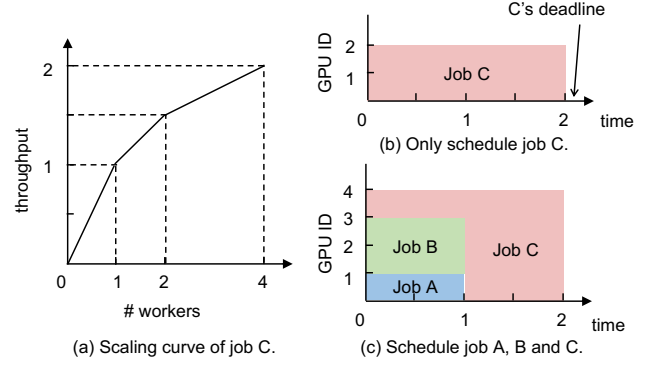 2
1
throughput
0
1
2
4
# workers
(a) Scaling curve of job C.
C's deadline
GPU ID
2
1
Job C
0
1
2
time
(b) Only schedule job C.
GPU ID
4
3
2
1
Job B
Job C
Job A
0
1
2
time
(c) Schedule job A, B and C.